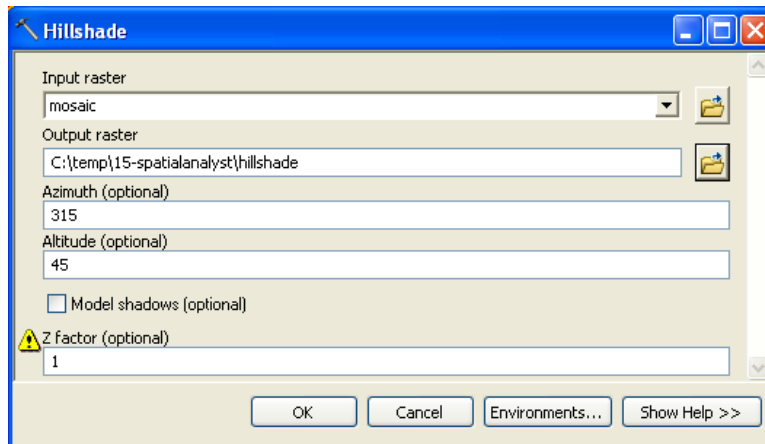 Hillshade
Input raster
mosaic
Output raster
C:\temp\15-spatialanalyst\hillshade
Azimuth (optional)
315
Altitude (optional)
45
Model shadows (optional)
Z factor (optional)
1
OK Cancel Environments... Show Help >>